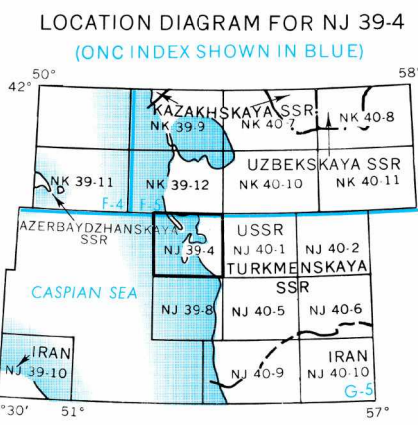 LOCATION DIAGRAM FOR NJ 39-4
(ONC INDEX SHOWN IN BLUE)
50°
58°
42°
KAZAKHSKAYA SSR
NK 39-9
NK 40-7
NK 40-8
UZBEKSKAYA SSR
NK 39-11
NK 39-12
NK 40-10
NK 40-11
F-4
F-5
AZERBAYDZHANSKAYA
SSR
USSR
NJ 39-4
NJ 40-1
NJ 40-2
TURKMENSKAYA
SSR
CASPIAN SEA
NJ 39-8
NJ 40-5
NJ 40-6
IRAN
NJ 39-10
IRAN
NJ 40-9
NJ 40-10
G-5
°30'
51°
57°